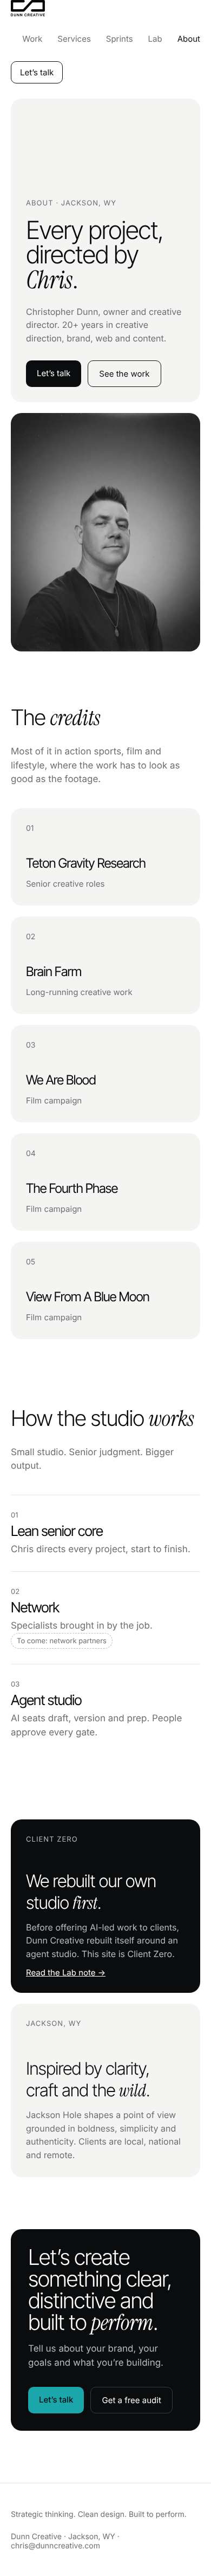 DUNN CREATIVE
Work Services Sprints Lab About
Let's talk
ABOUT · JACKSON, WY
Every project,
directed by
Chris.
Christopher Dunn, owner and creative
director. 20+ years in creative
direction, brand, web and content.
Let's talk See the work
The credits
Most of it in action sports, film and
lifestyle, where the work has to look as
good as the footage.
01
Teton Gravity Research
Senior creative roles
02
Brain Farm
Long-running creative work
03
We Are Blood
Film campaign
04
The Fourth Phase
Film campaign
05
View From A Blue Moon
Film campaign
How the studio works
Small studio. Senior judgment. Bigger
output.
01
Lean senior core
Chris directs every project, start to finish.
02
Network
Specialists brought in by the job.
To come: network partners
03
Agent studio
AI seats draft, version and prep. People
approve every gate.
CLIENT ZERO
We rebuilt our own
studio first.
Before offering AI-led work to clients,
Dunn Creative rebuilt itself around an
agent studio. This site is Client Zero.
Read the Lab note →
JACKSON, WY
Inspired by clarity,
craft and the wild.
Jackson Hole shapes a point of view
grounded in boldness, simplicity and
authenticity. Clients are local, national
and remote.
Let's create
something clear,
distinctive and
built to perform.
Tell us about your brand, your
goals and what you're building.
Let's talk Get a free audit
Strategic thinking. Clean design. Built to perform.
Dunn Creative · Jackson, WY ·
chris@dunncreative.com